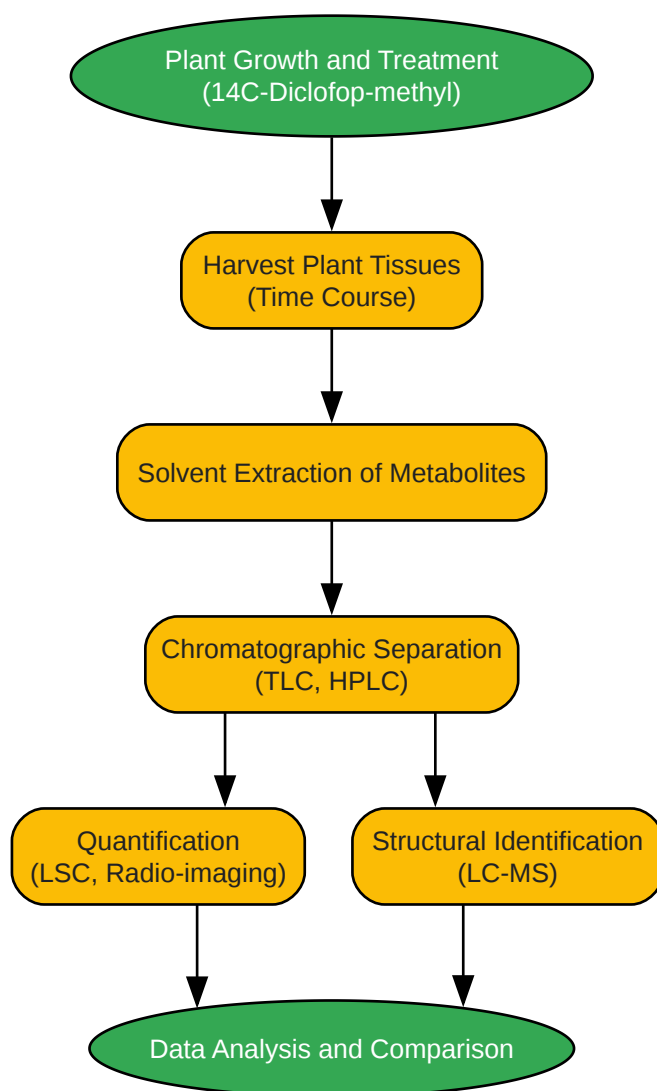 Plant Growth and Treatment
(14C-Diclofop-methyl)
Harvest Plant Tissues
(Time Course)
Solvent Extraction of Metabolites
Chromatographic Separation
(TLC, HPLC)
Quantification
(LSC, Radio-imaging)
Structural Identification
(LC-MS)
Data Analysis and Comparison